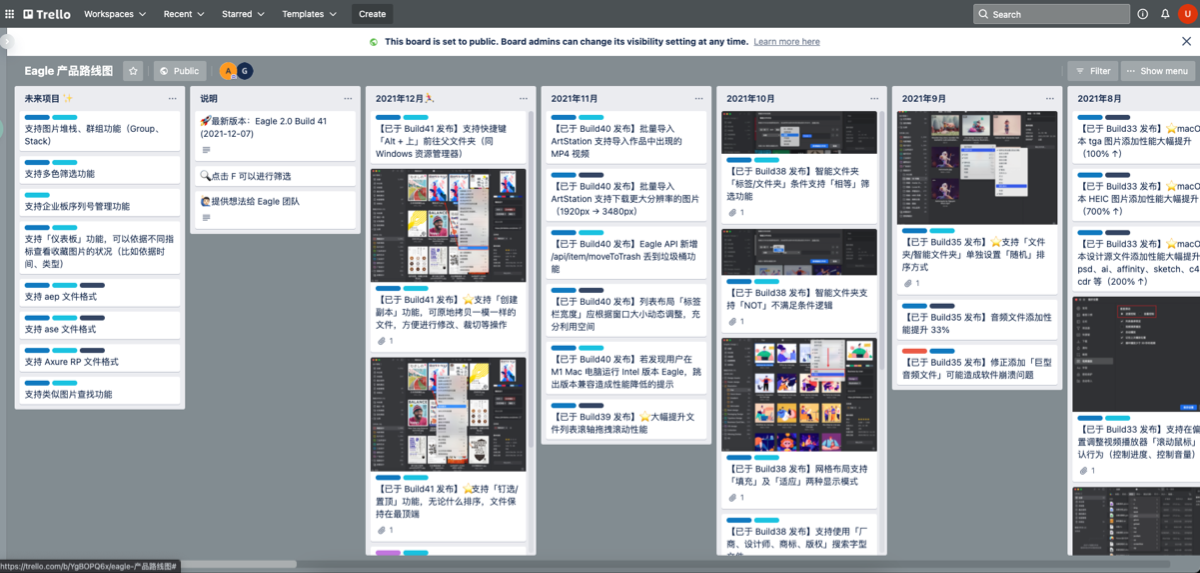 Trello
Workspaces
Recent
Starred
Templates
Create
Search
U
This board is set to public. Board admins can change its visibility setting at any time. Learn more here
Eagle 产品路线图
Public
A
G
Filter
Show menu
未来项目 ✨
支持图片堆栈、群组功能（Group、
Stack）
支持多色筛选功能
支持企业板序列号管理功能
支持「仪表板」功能，可以依据不同指
标查看收藏图片的状况（比如依据时
间、类型）
支持 aep 文件格式
支持 ase 文件格式
支持 Axure RP 文件格式
支持类似图片查找功能
说明
🚀最新版本：Eagle 2.0 Build 41
(2021-12-07)
🔍点击 F 可以进行筛选
🙋🏻提供想法给 Eagle 团队
2021年12月🏃
【已于 Build41 发布】支持快捷键
「Alt + 上」前往父文件夹（同
Windows 资源管理器）
【已于 Build41 发布】⭐支持「创建
副本」功能，可原地拷贝一模一样的
文件，方便进行修改、裁切等操作
1
【已于 Build41 发布】⭐支持「钉选/
置顶」功能，无论什么排序，文件保
持在最顶端
1
2021年11月
【已于 Build40 发布】批量导入
ArtStation 支持导入作品中出现的
MP4 视频
【已于 Build40 发布】批量导入
ArtStation 支持下载更大分辨率的图片
（1920px → 3480px）
【已于 Build40 发布】Eagle API 新增
/api/item/moveToTrash 丢到垃圾桶功
能
【已于 Build40 发布】列表布局「标签
栏宽度」应根据窗口大小动态调整，充
分利用空间
【已于 Build40 发布】若发现用户在
M1 Mac 电脑运行 Intel 版本 Eagle，跳
出版本兼容造成性能降低的提示
【已于 Build39 发布】⭐大幅提升文
件列表滚轴拖拽滚动性能
2021年10月
【已于 Build38 发布】智能文件夹
「标签/文件夹」条件支持「相等」筛
选功能
1
【已于 Build38 发布】智能文件夹支
持「NOT」不满足条件逻辑
1
【已于 Build38 发布】网格布局支持
「填充」及「适应」两种显示模式
1
【已于 Build38 发布】支持使用「厂
商、设计师、商标、版权」搜索字型
文件
2021年9月
【已于 Build35 发布】⭐支持「文件
夹/智能文件夹」单独设置「随机」排
序方式
1
【已于 Build35 发布】音频文件添加性
能提升 33%
【已于 Build35 发布】修正添加「巨型
音频文件」可能造成软件崩溃问题
2021年8月
【已于 Build33 发布】⭐macO
本 tga 图片添加性能大幅提升
（100% ↑）
【已于 Build33 发布】⭐macO
本 HEIC 图片添加性能大幅提升
（700% ↑）
【已于 Build33 发布】⭐macO
本设计源文件添加性能大幅提升
psd、ai、affinity、sketch、c4
cdr 等（200% ↑）
【已于 Build33 发布】支持在偏
置调整视频播放器「滚动鼠标」
认行为（控制进度、控制音量）
1
https://trello.com/b/YgBOPQ6x/eagle-产品路线图#